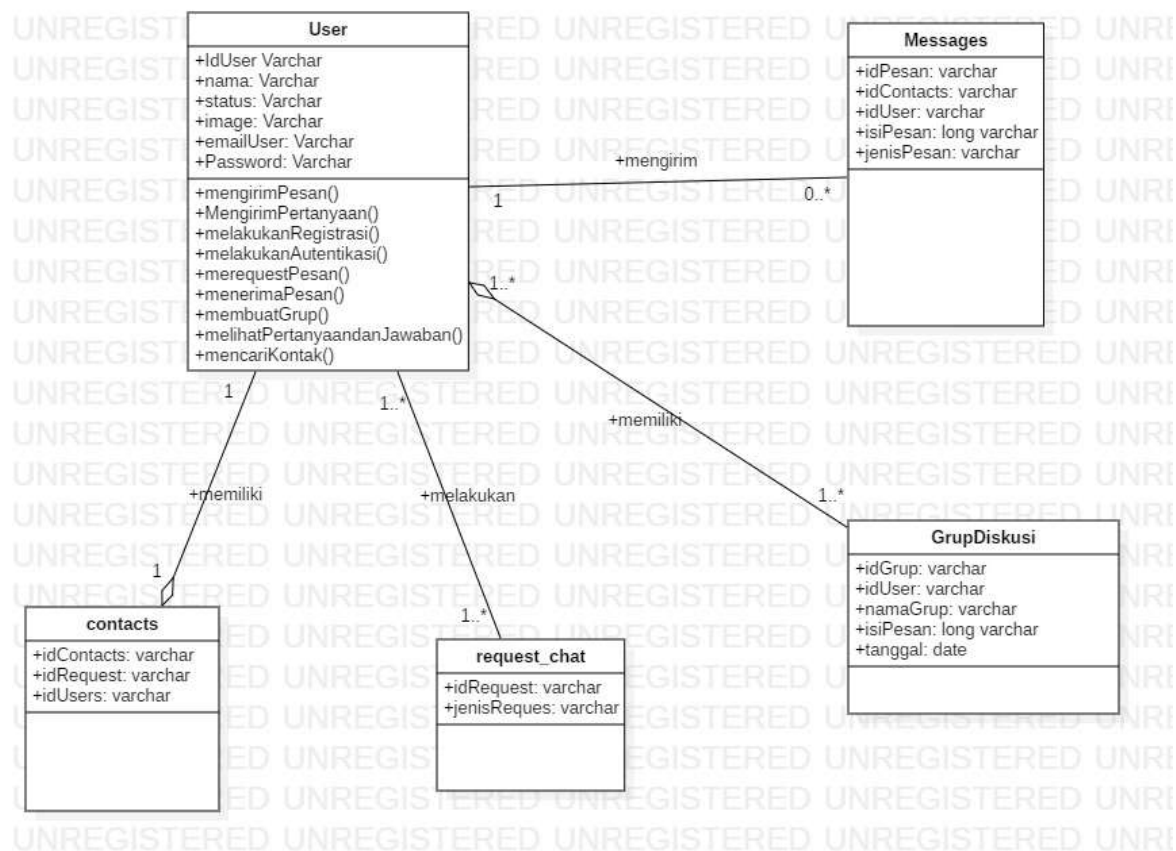 User
+IdUser Varchar
+nama: Varchar
+status: Varchar
+image: Varchar
+emailUser: Varchar
+Password: Varchar
+mengirimPesan()
+MengirimPertanyaan()
+melakukanRegistrasi()
+melakukanAutentikasi()
+merequestPesan()
+menerimaPesan()
+membuatGrup()
+melihatPertanyaandanJawaban()
+mencariKontak()
Messages
+idPesan: varchar
+idContacts: varchar
+idUser: varchar
+isiPesan: long varchar
+jenisPesan: varchar
+mengirim
1
0..*
1..*
+memiliki
1..*
1
+memiliki
1
1..*
+melakukan
1..*
GrupDiskusi
+idGrup: varchar
+idUser: varchar
+namaGrup: varchar
+isiPesan: long varchar
+tanggal: date
contacts
+idContacts: varchar
+idRequest: varchar
+idUsers: varchar
request_chat
+idRequest: varchar
+jenisReques: varchar
UNREGISTERED